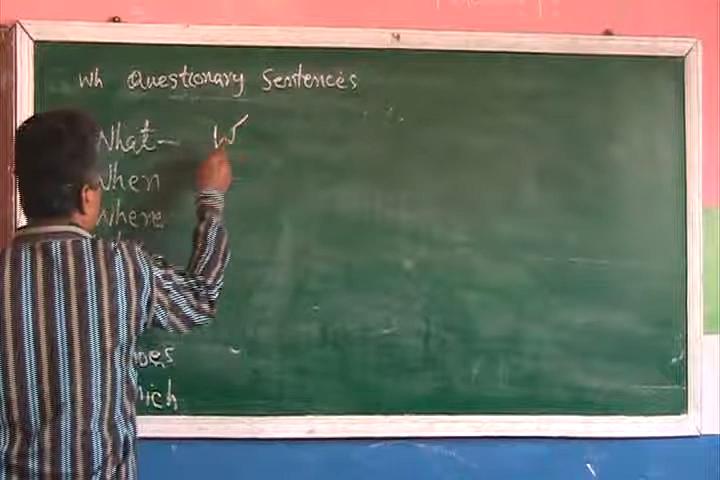 Wh Questionary Sentences
What – W
When
Where
oes
ich